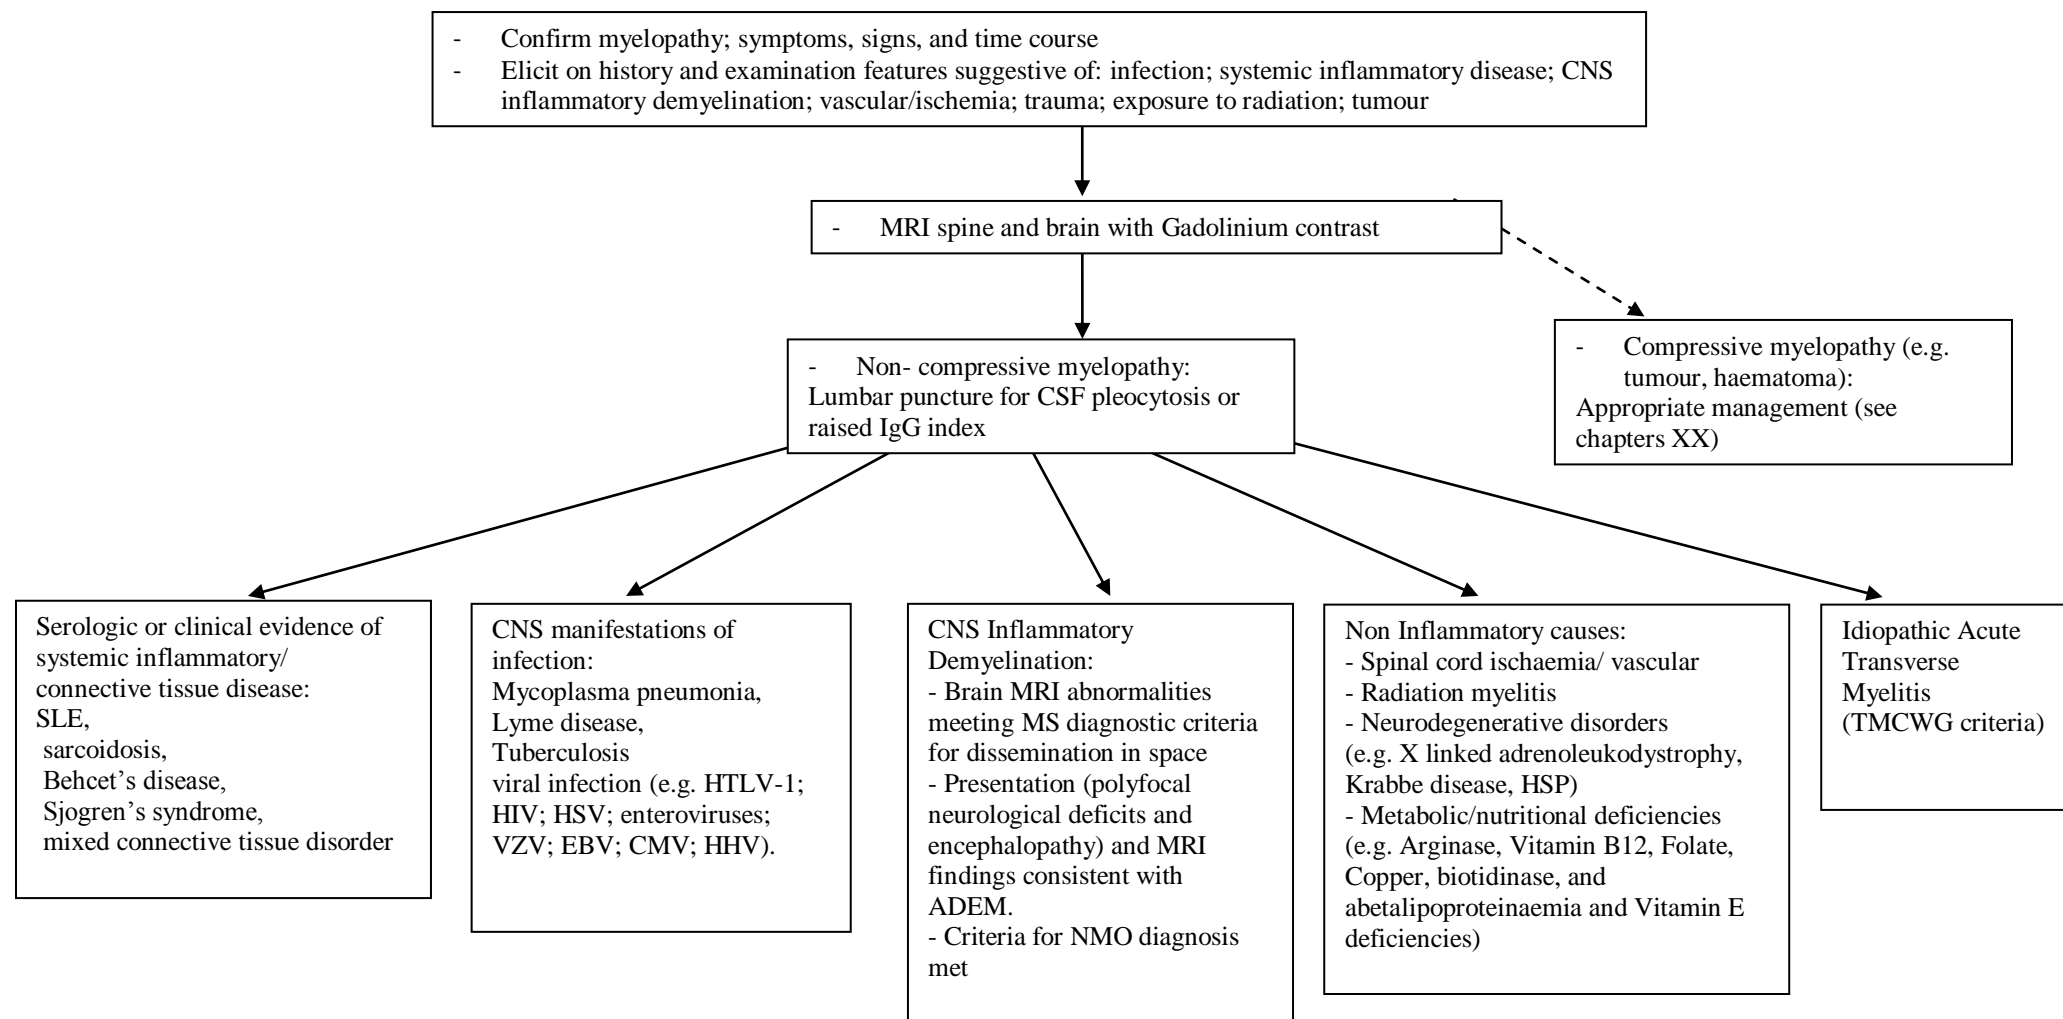 - Confirm myelopathy; symptoms, signs, and time course
- Elicit on history and examination features suggestive of: infection; systemic inflammatory disease; CNS
inflammatory demyelination; vascular/ischemia; trauma; exposure to radiation; tumour
- MRI spine and brain with Gadolinium contrast
- Non- compressive myelopathy:
Lumbar puncture for CSF pleocytosis or
raised IgG index
- Compressive myelopathy (e.g.
tumour, haematoma):
Appropriate management (see
chapters XX)
Serologic or clinical evidence of
systemic inflammatory/
connective tissue disease:
SLE,
sarcoidosis,
Behcet’s disease,
Sjogren’s syndrome,
mixed connective tissue disorder
CNS manifestations of
infection:
Mycoplasma pneumonia,
Lyme disease,
Tuberculosis
viral infection (e.g. HTLV-1;
HIV; HSV; enteroviruses;
VZV; EBV; CMV; HHV).
CNS Inflammatory
Demyelination:
- Brain MRI abnormalities
meeting MS diagnostic criteria
for dissemination in space
- Presentation (polyfocal
neurological deficits and
encephalopathy) and MRI
findings consistent with
ADEM.
- Criteria for NMO diagnosis
met
Non Inflammatory causes:
- Spinal cord ischaemia/ vascular
- Radiation myelitis
- Neurodegenerative disorders
(e.g. X linked adrenoleukodystrophy,
Krabbe disease, HSP)
- Metabolic/nutritional deficiencies
(e.g. Arginase, Vitamin B12, Folate,
Copper, biotidinase, and
abetalipoproteinaemia and Vitamin E
deficiencies)
Idiopathic Acute
Transverse
Myelitis
(TMCWG criteria)